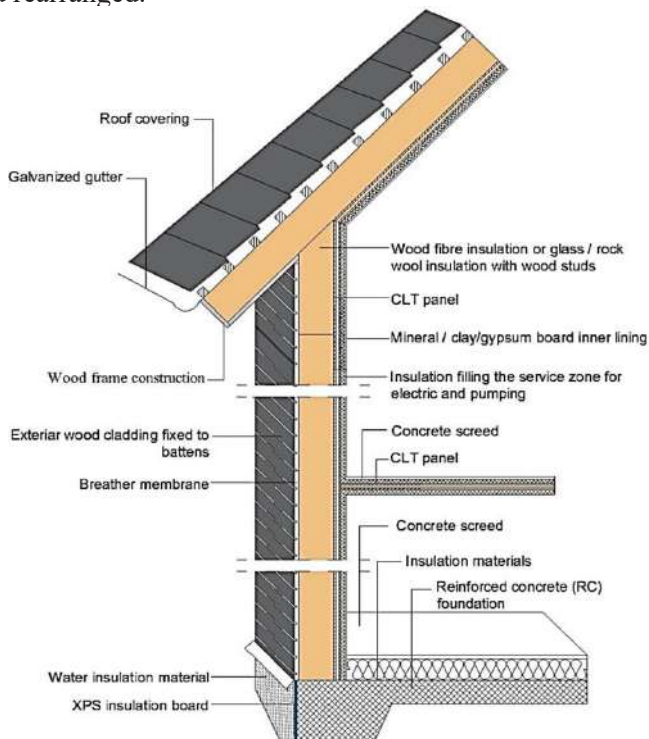 rearranged.
Roof covering
Galvanized gutter
Wood fibre insulation or glass / rock
wool insulation with wood studs
CLT panel
Mineral / clay/gypsum board inner lining
Wood frame construction
Insulation filling the service zone for
electric and pumping
Exterior wood cladding fixed to
battens
Concrete screed
CLT panel
Breather membrane
Concrete screed
Insulation materials
Reinforced concrete (RC)
foundation
Water insulation material
XPS insulation board